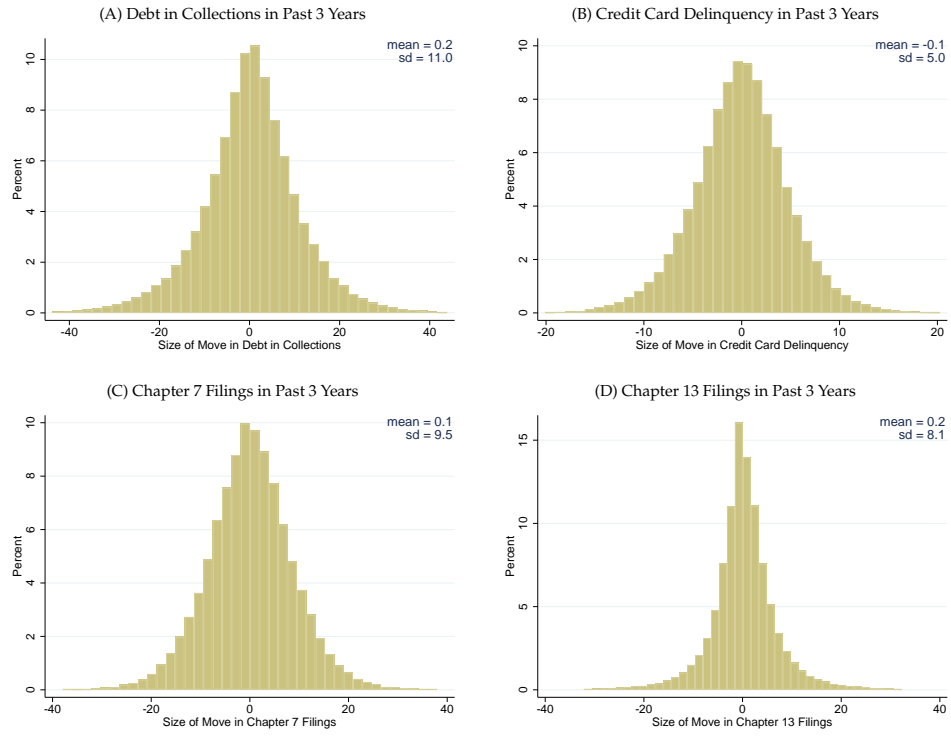 (A) Debt in Collections in Past 3 Years
mean = 0.2
sd = 11.0
Percent
0
2
4
6
8
10
-40
-20
0
20
40
Size of Move in Debt in Collections
(B) Credit Card Delinquency in Past 3 Years
mean = -0.1
sd = 5.0
Percent
0
2
4
6
8
10
-20
-10
0
10
20
Size of Move in Credit Card Delinquency
(C) Chapter 7 Filings in Past 3 Years
mean = 0.1
sd = 9.5
Percent
0
2
4
6
8
10
-40
-20
0
20
40
Size of Move in Chapter 7 Filings
(D) Chapter 13 Filings in Past 3 Years
mean = 0.2
sd = 8.1
Percent
0
5
10
15
-40
-20
0
20
40
Size of Move in Chapter 13 Filings